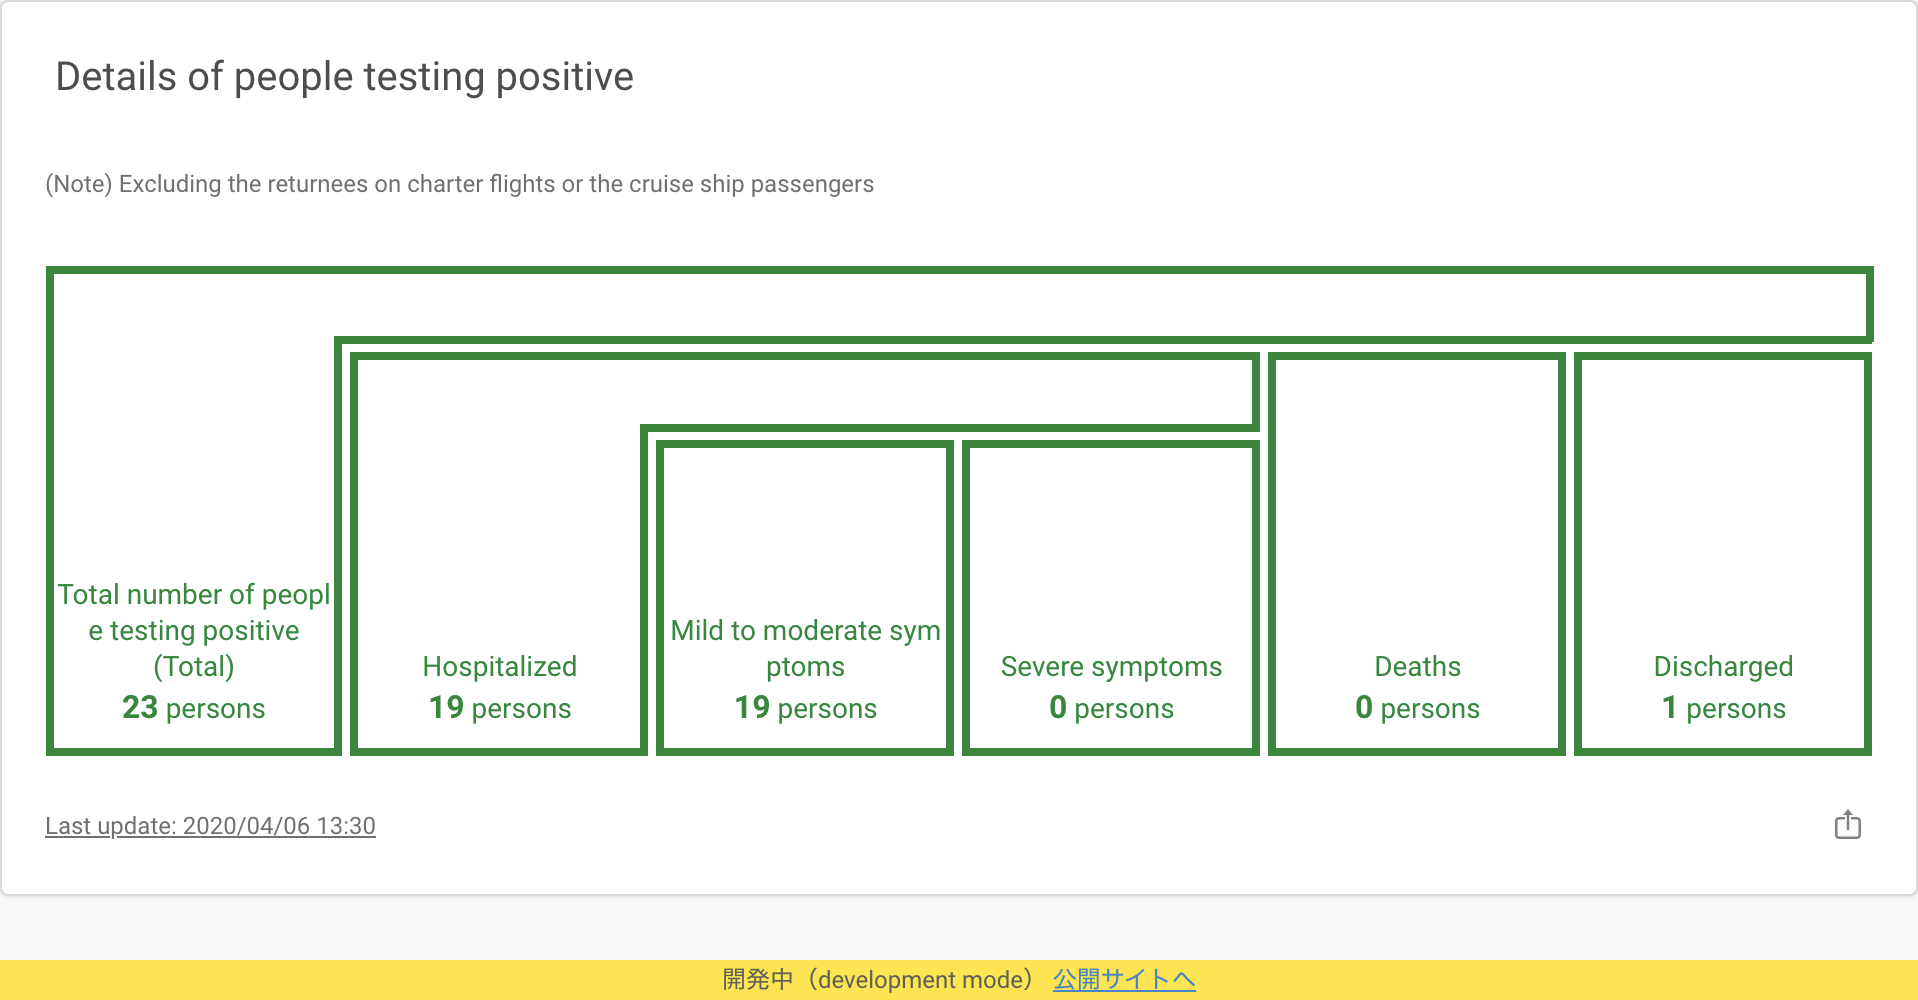 Details of people testing positive
(Note) Excluding the returnees on charter flights or the cruise ship passengers
Total number of peopl
e testing positive
(Total)
23 persons
Hospitalized
19 persons
Mild to moderate sym
ptoms
19 persons
Severe symptoms
0 persons
Deaths
0 persons
Discharged
1 persons
Last update: 2020/04/06 13:30
開発中（development mode） 公開サイトへ